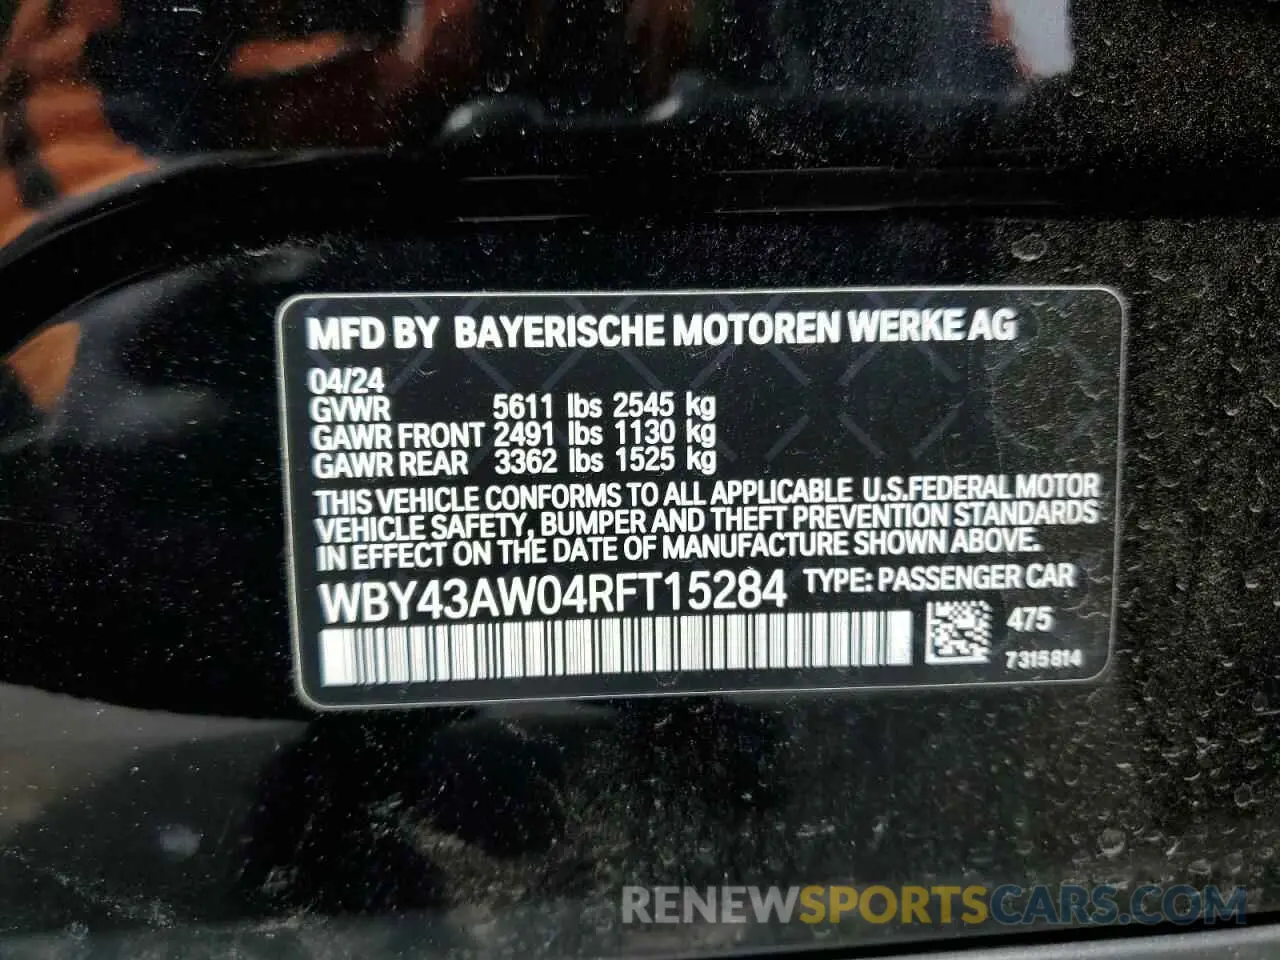 MFD BY BAYERISCHE MOTOREN WERKE AG
04/24
GVWR 5611 lbs 2545 kg
GAWR FRONT 2491 lbs 1130 kg
GAWR REAR 3362 lbs 1525 kg
THIS VEHICLE CONFORMS TO ALL APPLICABLE U.S.FEDERAL MOTOR
VEHICLE SAFETY, BUMPER AND THEFT PREVENTION STANDARDS
IN EFFECT ON THE DATE OF MANUFACTURE SHOWN ABOVE.
WBY43AW04RFT15284 TYPE: PASSENGER CAR
475
7315814
RENEWSPORTSCARS.COM